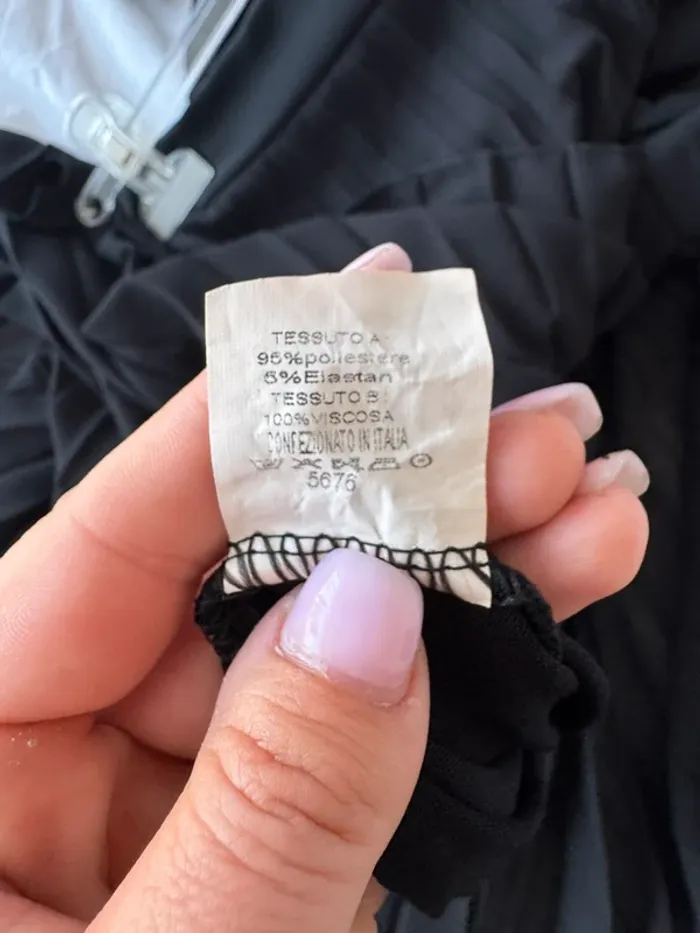 TESSUTO A:
95%poliestere
5%Elastan
TESSUTO B:
100%VISCOSA
CONFEZIONATO IN ITALIA
5676